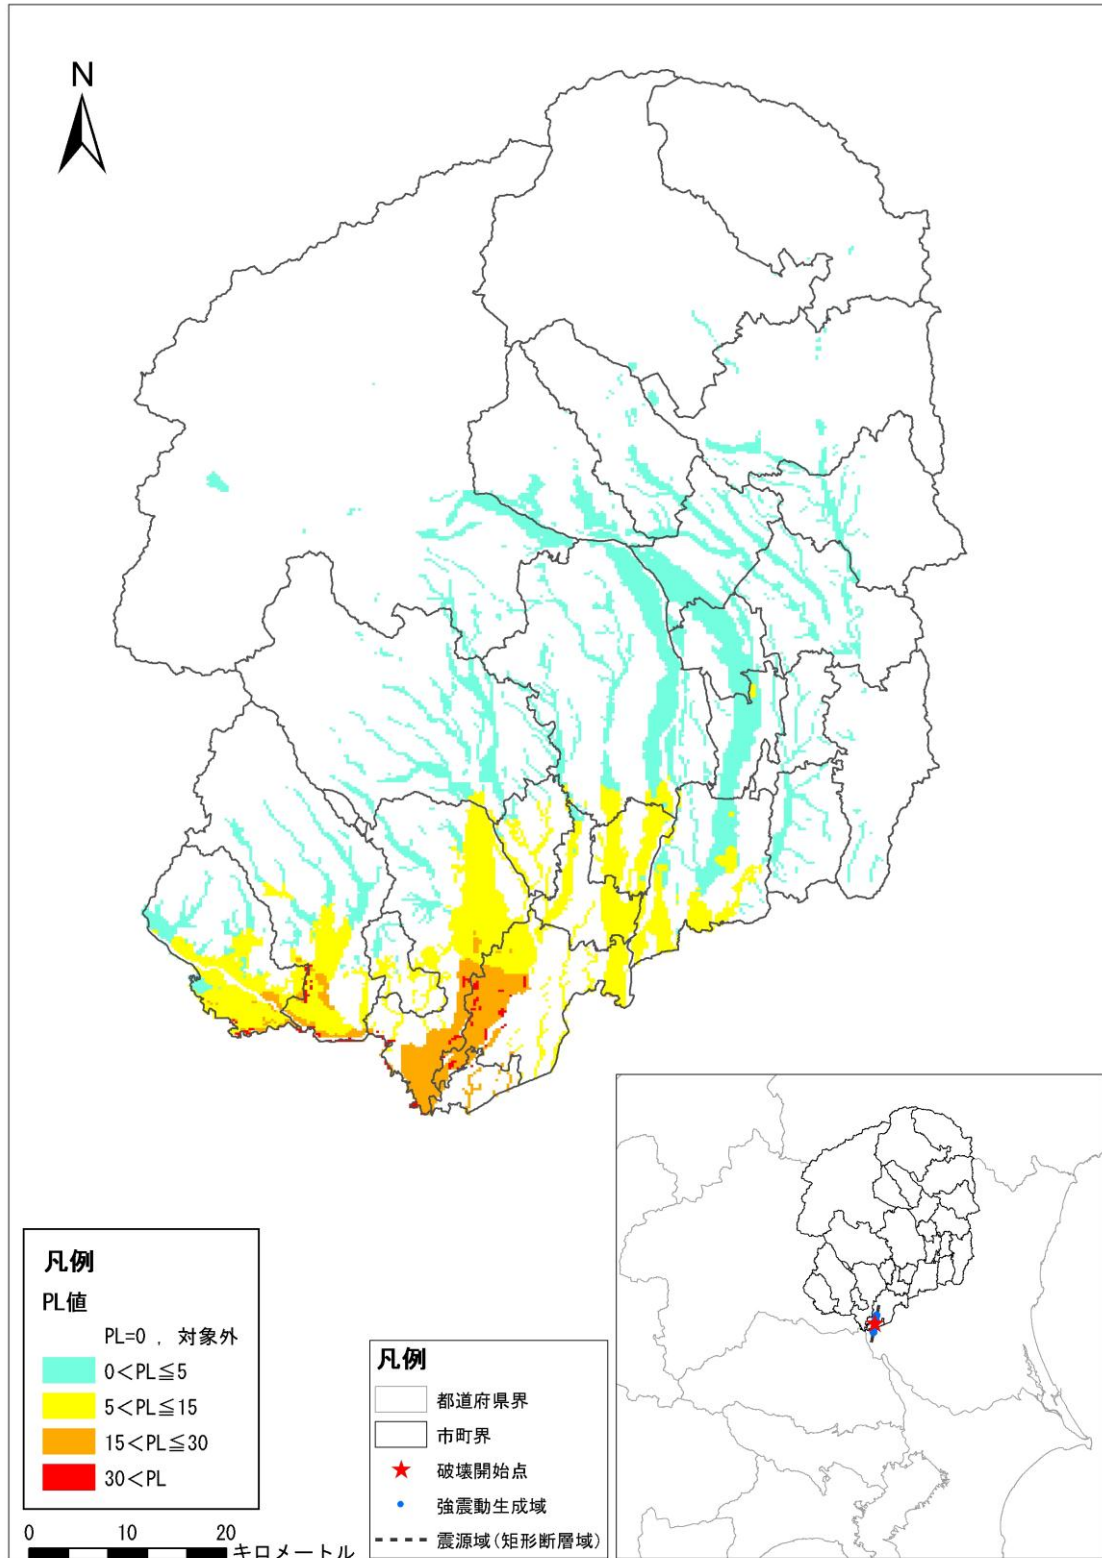 N
凡例
PL値
PL=0 , 対象外
0<PL≦5
5<PL≦15
15<PL≦30
30<PL
0 10 20
キロメートル
凡例
都道府県界
市町界
破壊開始点
強震動生成域
震源域(矩形断層域)